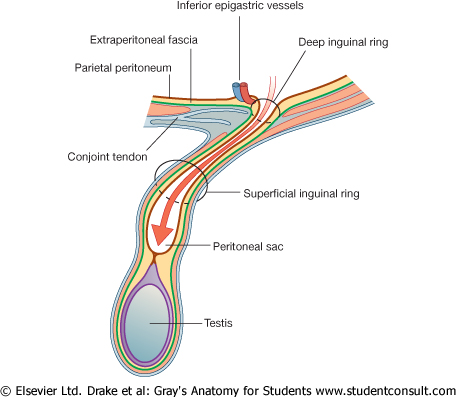 Inferior epigastric vessels
Extraperitoneal fascia
Deep inguinal ring
Parietal peritoneum
Conjoint tendon
Superficial inguinal ring
Peritoneal sac
Testis
© Elsevier Ltd. Drake et al: Gray's Anatomy for Students www.studentconsult.com